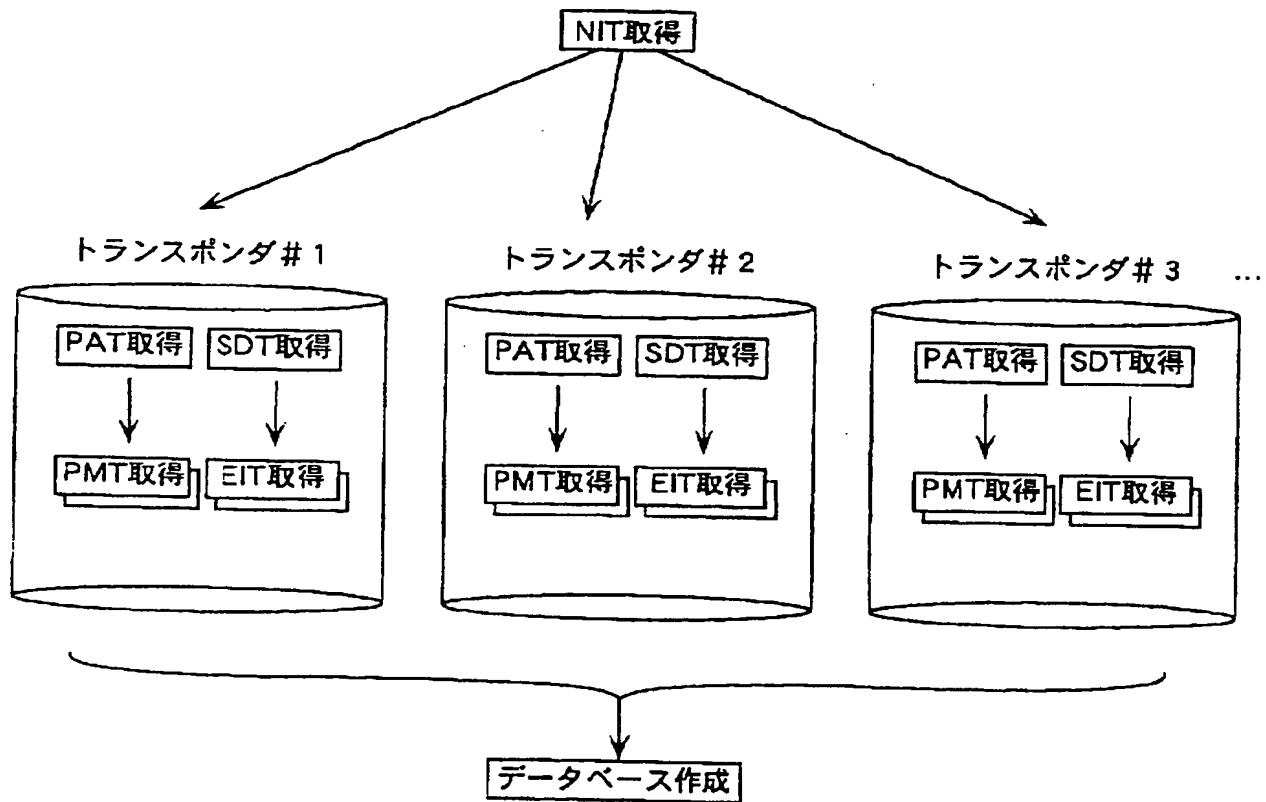 NIT取得
トランスポンダ#1
トランスポンダ#2
トランスポンダ#3 ...
PAT取得 SDT取得
PMT取得 EIT取得
PAT取得 SDT取得
PMT取得 EIT取得
PAT取得 SDT取得
PMT取得 EIT取得
データベース作成